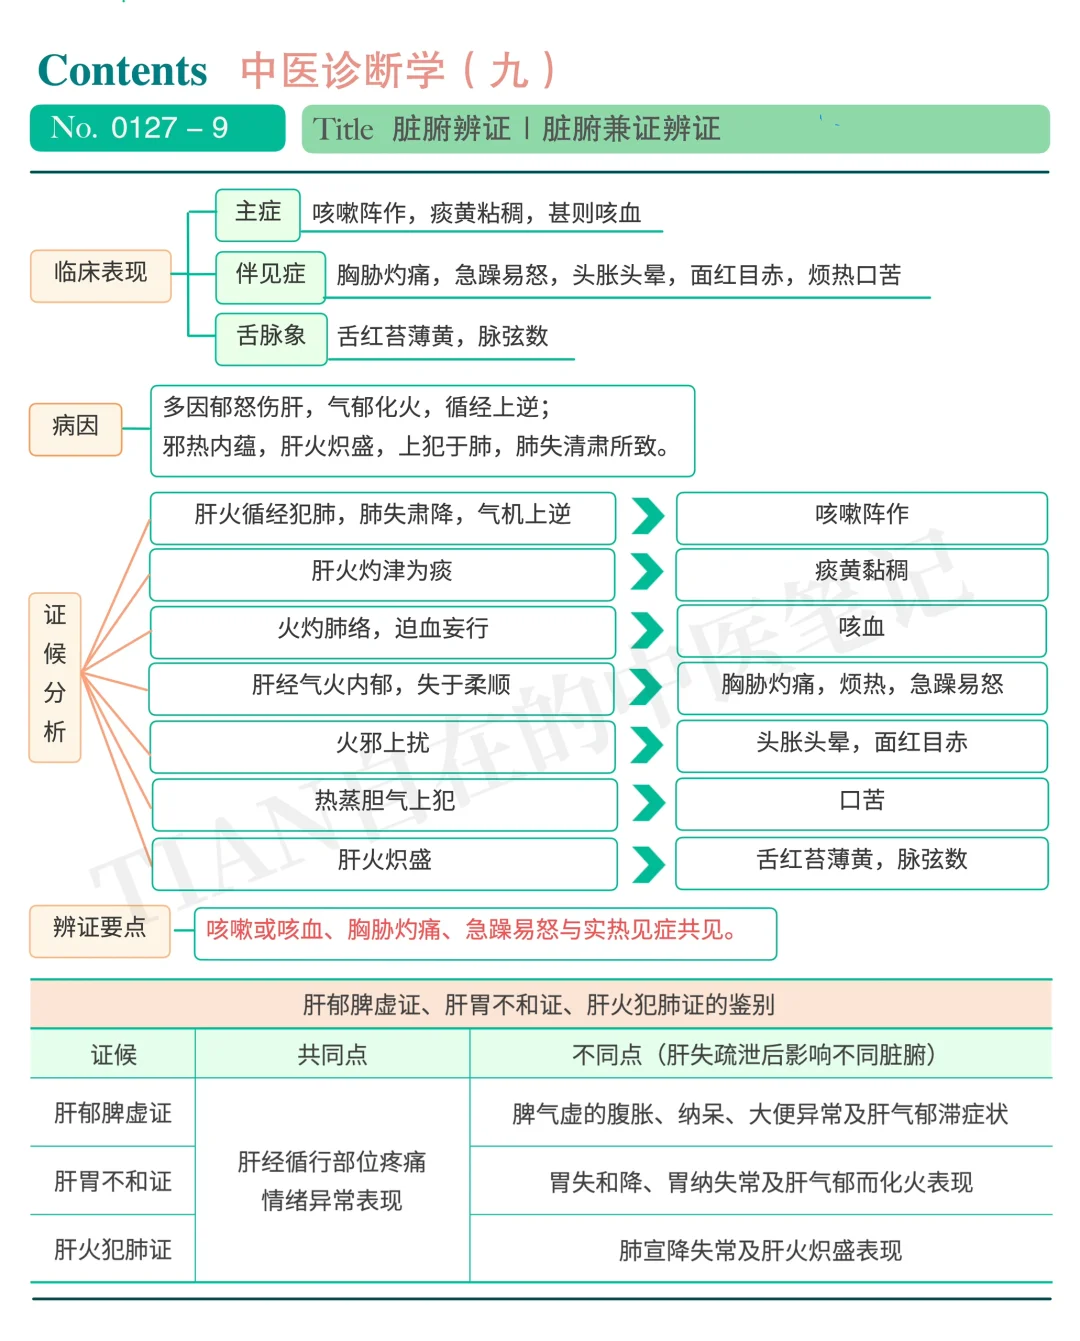 Contents 中医诊断学（九）
No. 0127 – 9
Title 脏腑辨证 | 脏腑兼证辨证
临床表现
主症
咳嗽阵作，痰黄粘稠，甚则咳血
伴见症
胸胁灼痛，急躁易怒，头胀头晕，面红目赤，烦热口苦
舌脉象
舌红苔薄黄，脉弦数
病因
多因郁怒伤肝，气郁化火，循经上逆；
邪热内蕴，肝火炽盛，上犯于肺，肺失清肃所致。
证候分析
肝火循经犯肺，肺失肃降，气机上逆
咳嗽阵作
肝火灼津为痰
痰黄黏稠
火灼肺络，迫血妄行
咳血
肝经气火内郁，失于柔顺
胸胁灼痛，烦热，急躁易怒
火邪上扰
头胀头晕，面红目赤
热蒸胆气上犯
口苦
肝火炽盛
舌红苔薄黄，脉弦数
辨证要点
咳嗽或咳血、胸胁灼痛、急躁易怒与实热见症共见。
肝郁脾虚证、肝胃不和证、肝火犯肺证的鉴别
证候
共同点
不同点（肝失疏泄后影响不同脏腑）
肝郁脾虚证
肝经循行部位疼痛
情绪异常表现
脾气虚的腹胀、纳呆、大便异常及肝气郁滞症状
肝胃不和证
胃失和降、胃纳失常及肝气郁而化火表现
肝火犯肺证
肺宣降失常及肝火炽盛表现
TIAN自在的中医笔记